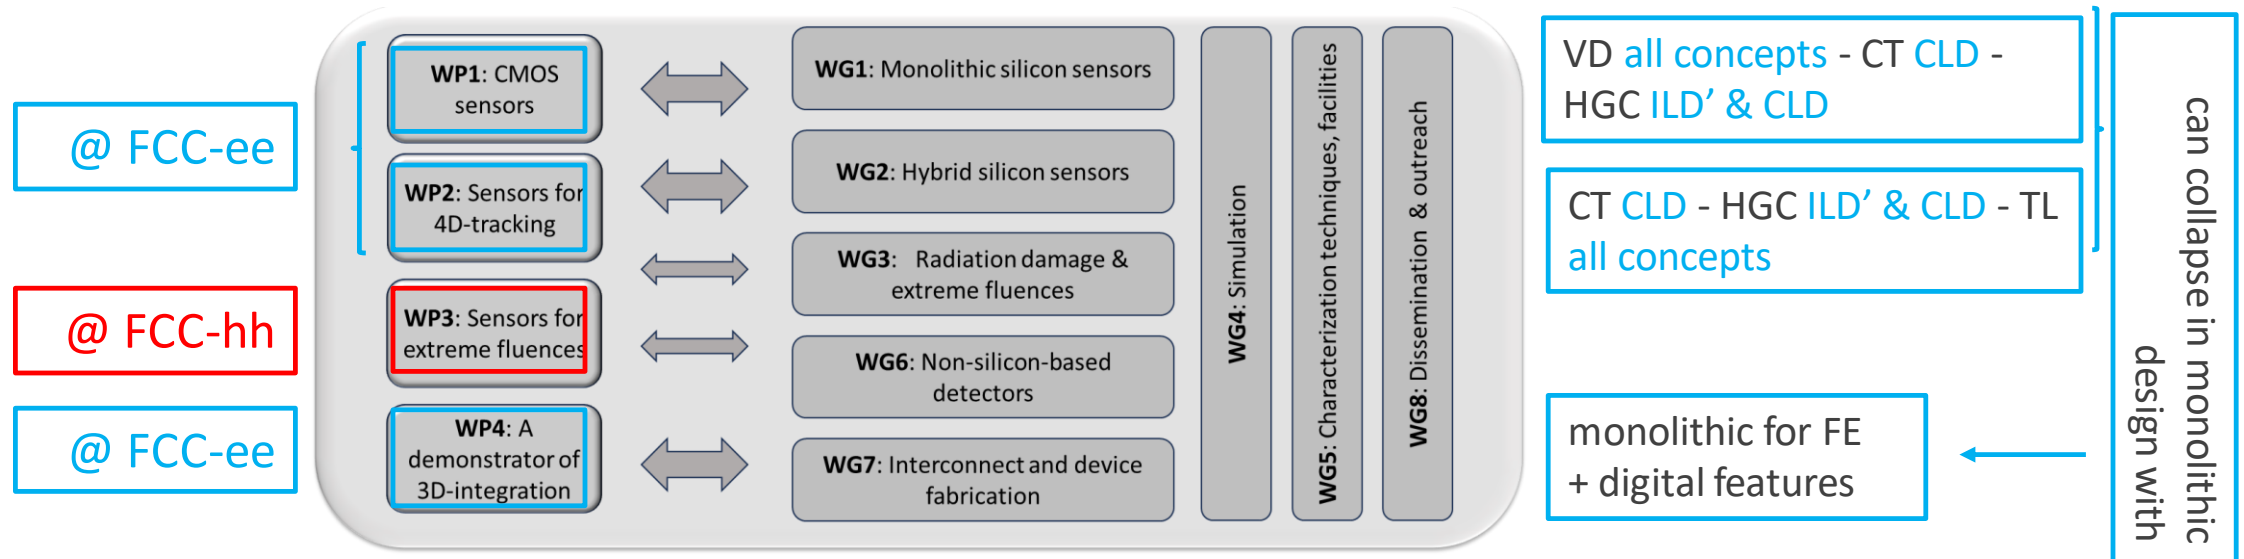 @ FCC-ee
@ FCC-hh
@ FCC-ee
WP1: CMOS
sensors
WP2: Sensors for
4D-tracking
WP3: Sensors for
extreme fluences
WP4: A
demonstrator of
3D-integration
WG1: Monolithic silicon sensors
WG2: Hybrid silicon sensors
WG3: Radiation damage &
extreme fluences
WG6: Non-silicon-based
detectors
WG7: Interconnect and device
fabrication
WG4: Simulation
WG5: Characterization techniques, facilities
WG8: Dissemination & outreach
VD all concepts - CT CLD -
HGC ILD’ & CLD
CT CLD - HGC ILD’ & CLD - TL
all concepts
monolithic for FE
+ digital features
can collapse in monolithic
design with